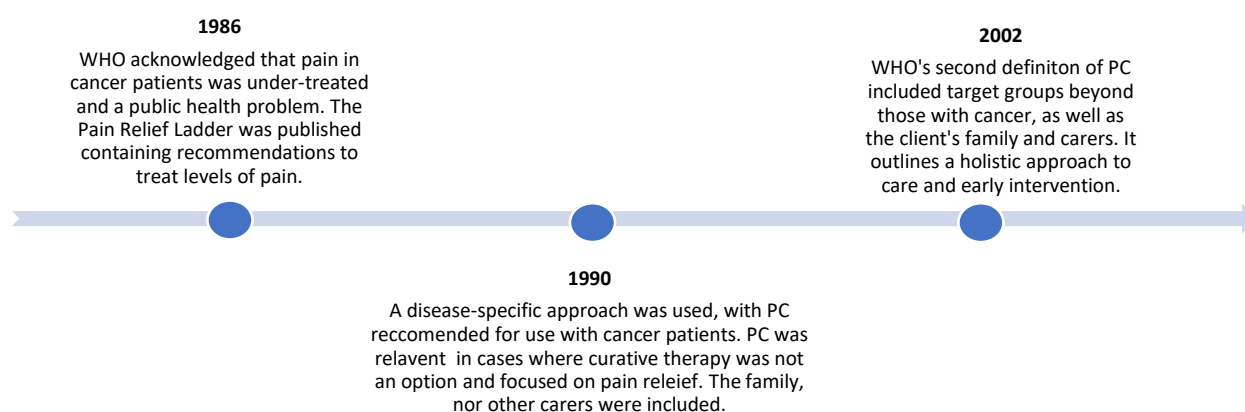 1986
WHO acknowledged that pain in
cancer patients was under-treated
and a public health problem. The
Pain Relief Ladder was published
containing recommendations to
treat levels of pain.
1990
A disease-specific approach was used, with PC
reccomended for use with cancer patients. PC was
relavent  in cases where curative therapy was not
an option and focused on pain releief. The family,
nor other carers were included.
2002
WHO's second definiton of PC
included target groups beyond
those with cancer, as well as
the client's family and carers. It
outlines a holistic approach to
care and early intervention.